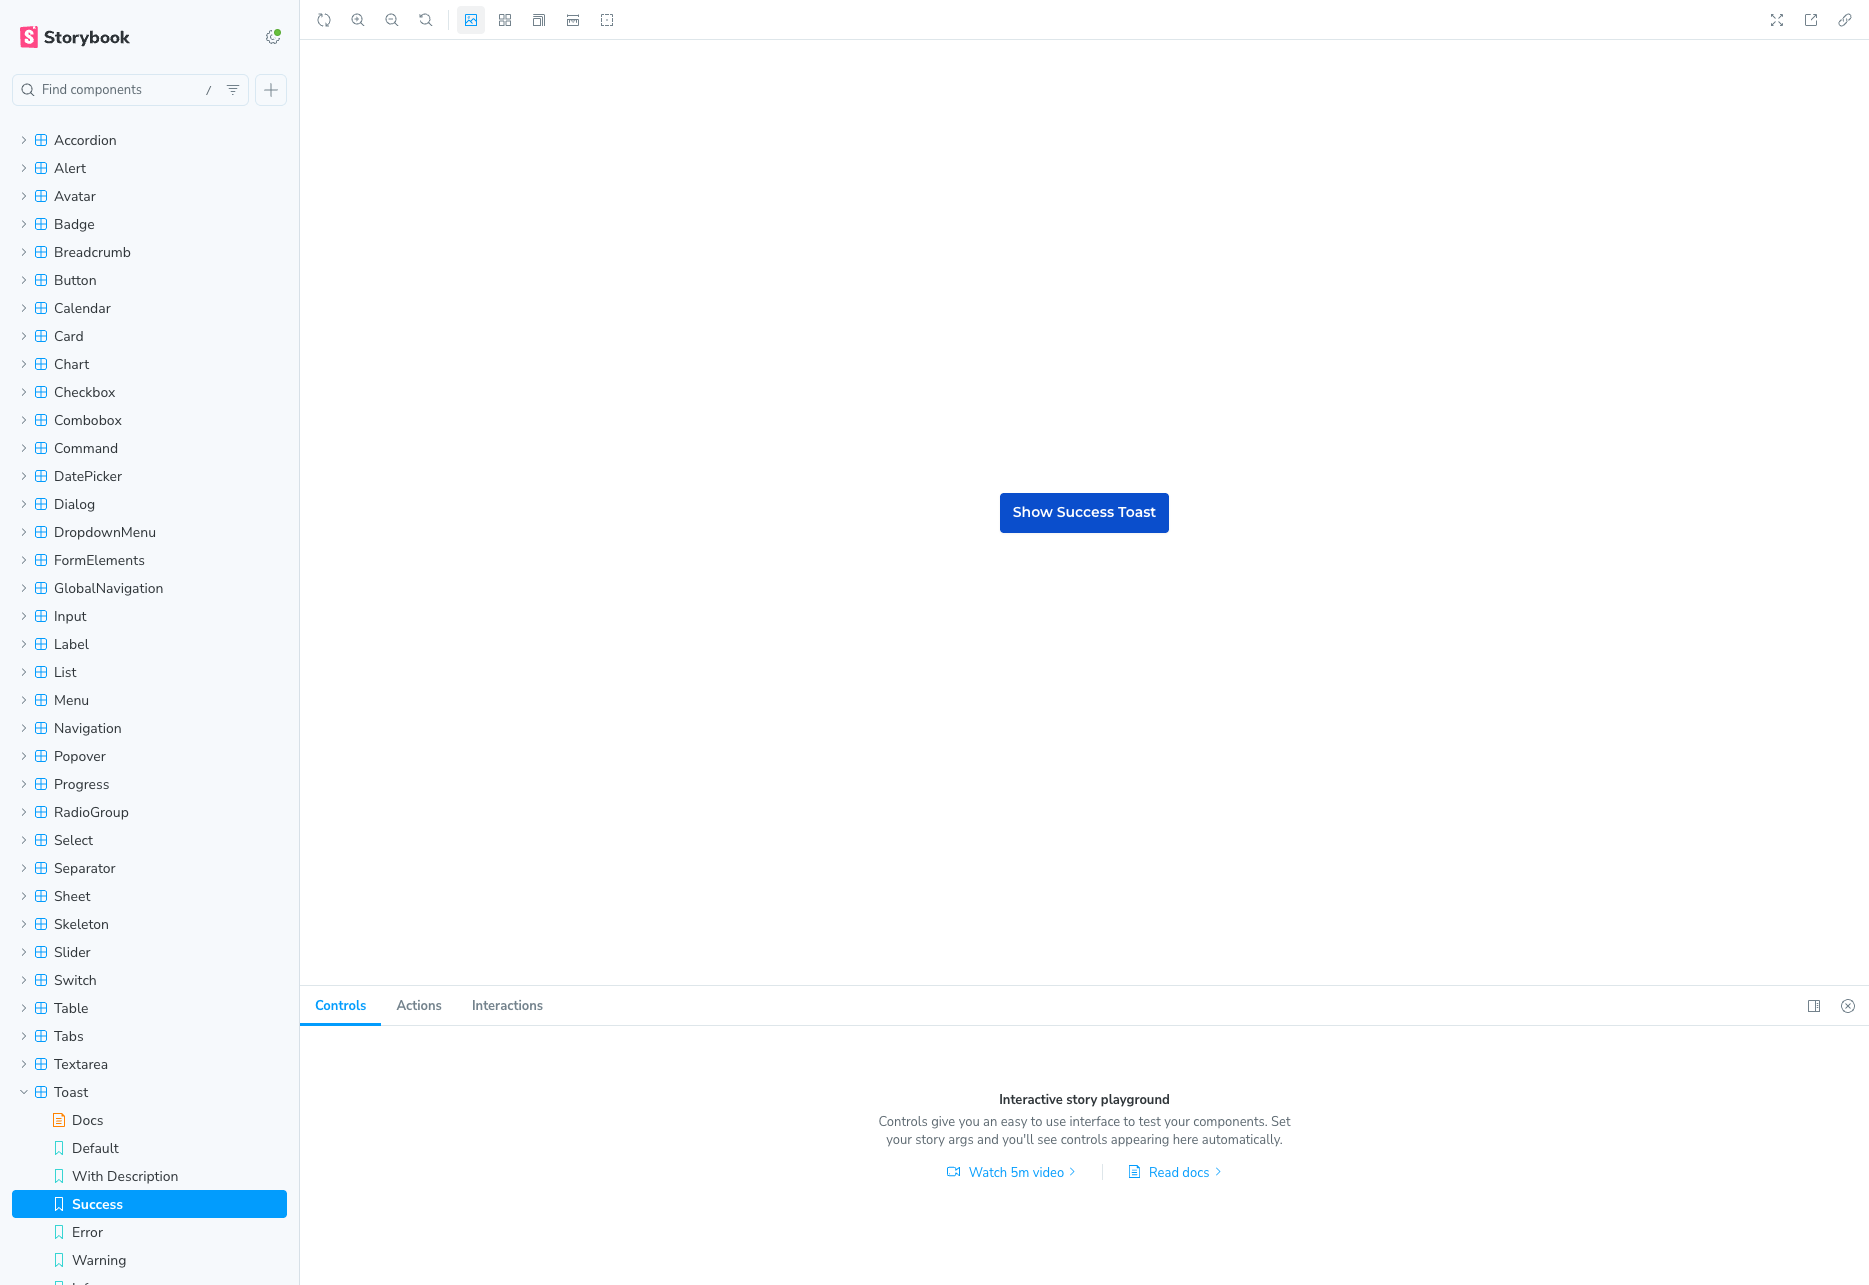 Storybook
Find components
/
Accordion
Alert
Avatar
Badge
Breadcrumb
Button
Calendar
Card
Chart
Checkbox
Combobox
Command
DatePicker
Dialog
DropdownMenu
FormElements
GlobalNavigation
Input
Label
List
Menu
Navigation
Popover
Progress
RadioGroup
Select
Separator
Sheet
Skeleton
Slider
Switch
Table
Tabs
Textarea
Toast
Docs
Default
With Description
Success
Error
Warning
Show Success Toast
Controls Actions Interactions
Interactive story playground
Controls give you an easy to use interface to test your components. Set
your story args and you'll see controls appearing here automatically.
Watch 5m video Read docs